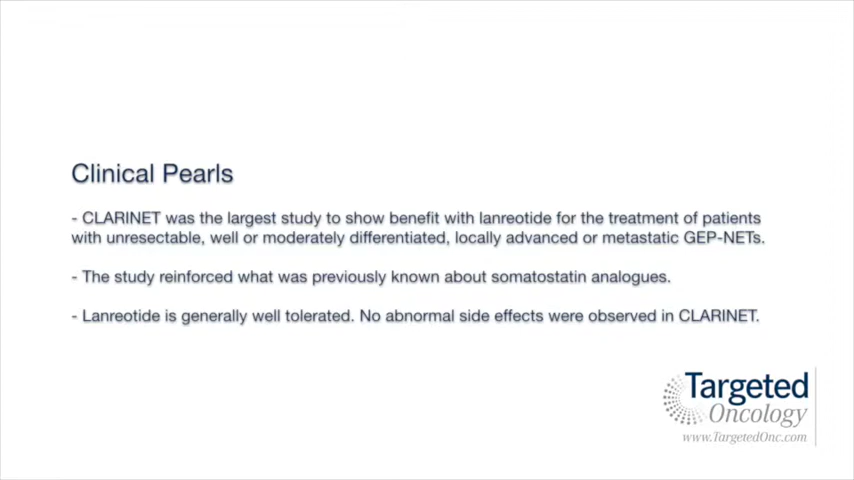 Clinical Pearls
- CLARINET was the largest study to show benefit with lanreotide for the treatment of patients
with unresectable, well or moderately differentiated, locally advanced or metastatic GEP-NETs.
- The study reinforced what was previously known about somatostatin analogues.
- Lanreotide is generally well tolerated. No abnormal side effects were observed in CLARINET.
Targeted
Oncology
www.TargetedOnc.com